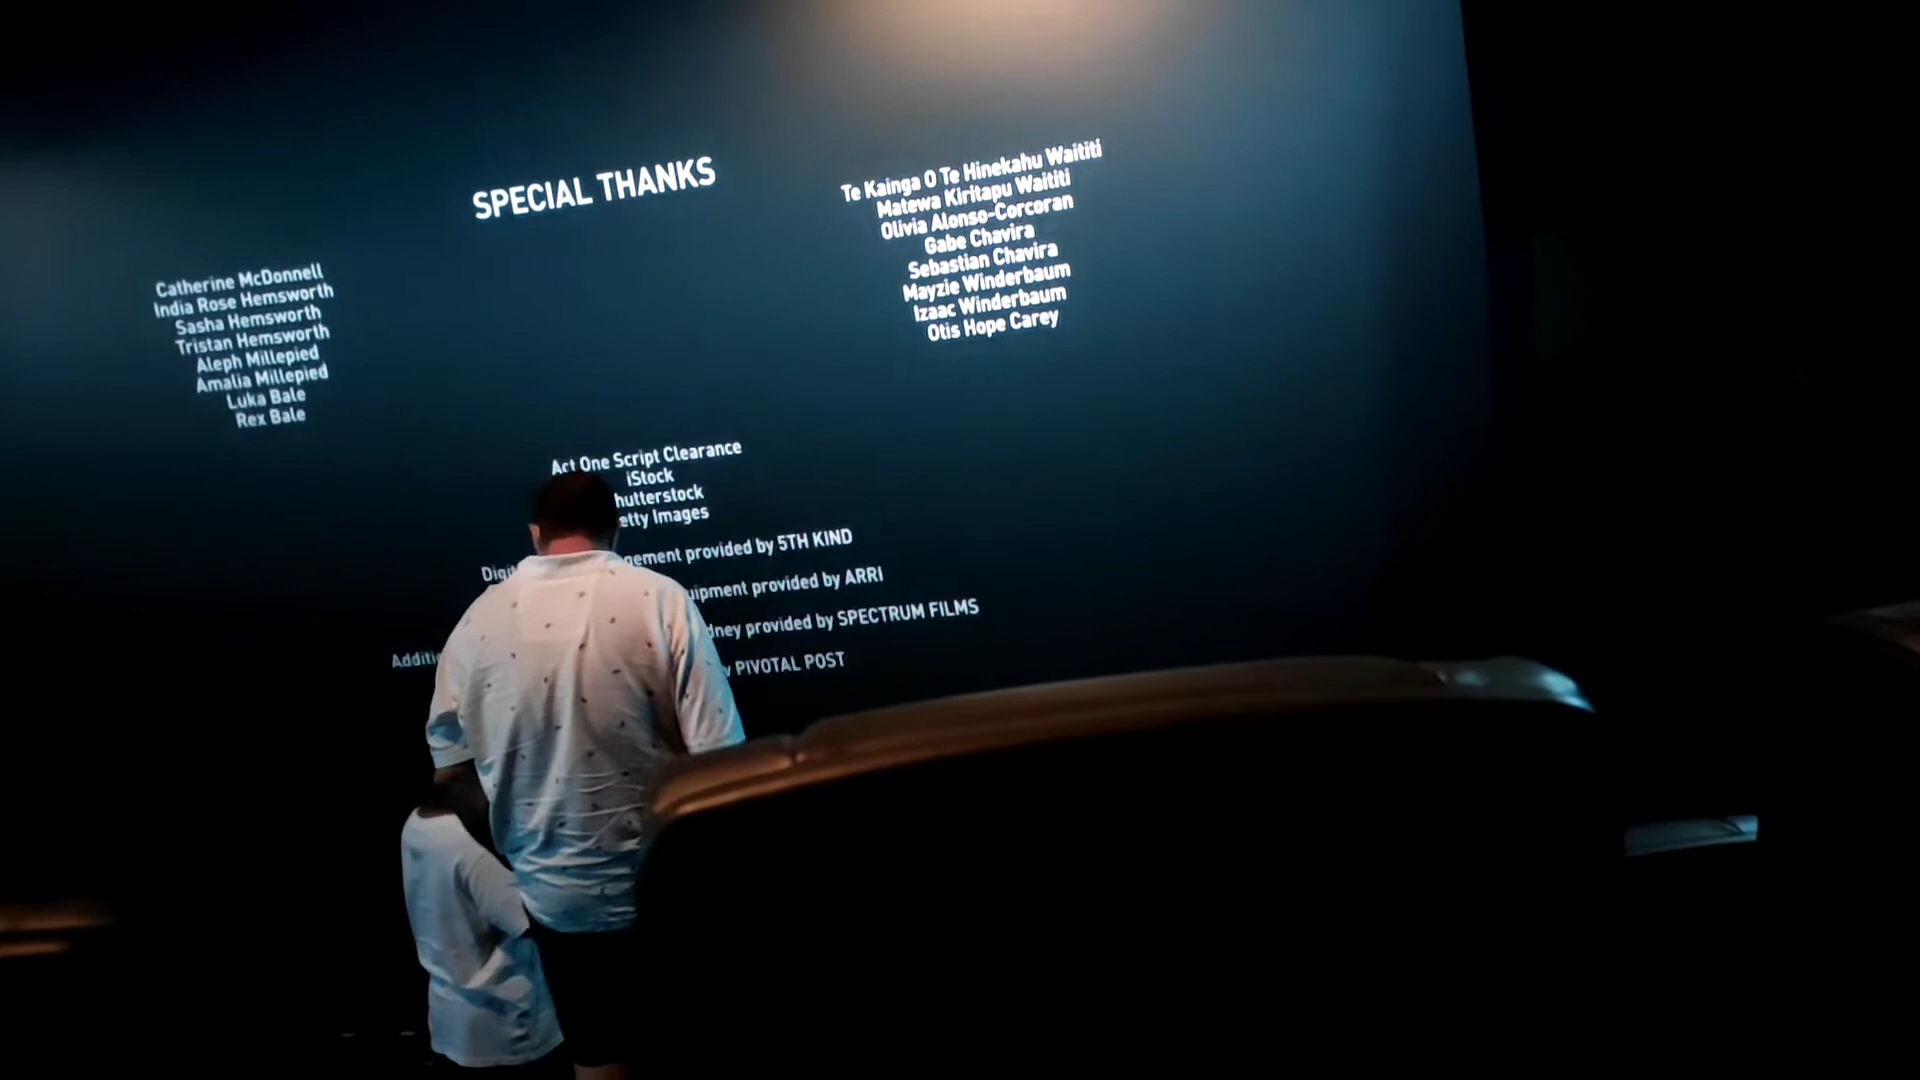 SPECIAL THANKS
Catherine McDonnell
India Rose Hemsworth
Sasha Hemsworth
Tristan Hemsworth
Aleph Millepied
Amalia Millepied
Luka Bale
Rex Bale
Te Kainga O Te Hinekahu Waititi
Matewa Kiritapu Waititi
Olivia Alonso-Corcoran
Gabe Chavira
Sebastian Chavira
Mayzie Winderbaum
Izaac Winderbaum
Otis Hope Carey
Act One Script Clearance
iStock
hutterstock
etty Images
Digit gement provided by 5TH KIND
uipment provided by ARRI
dney provided by SPECTRUM FILMS
Additi y PIVOTAL POST